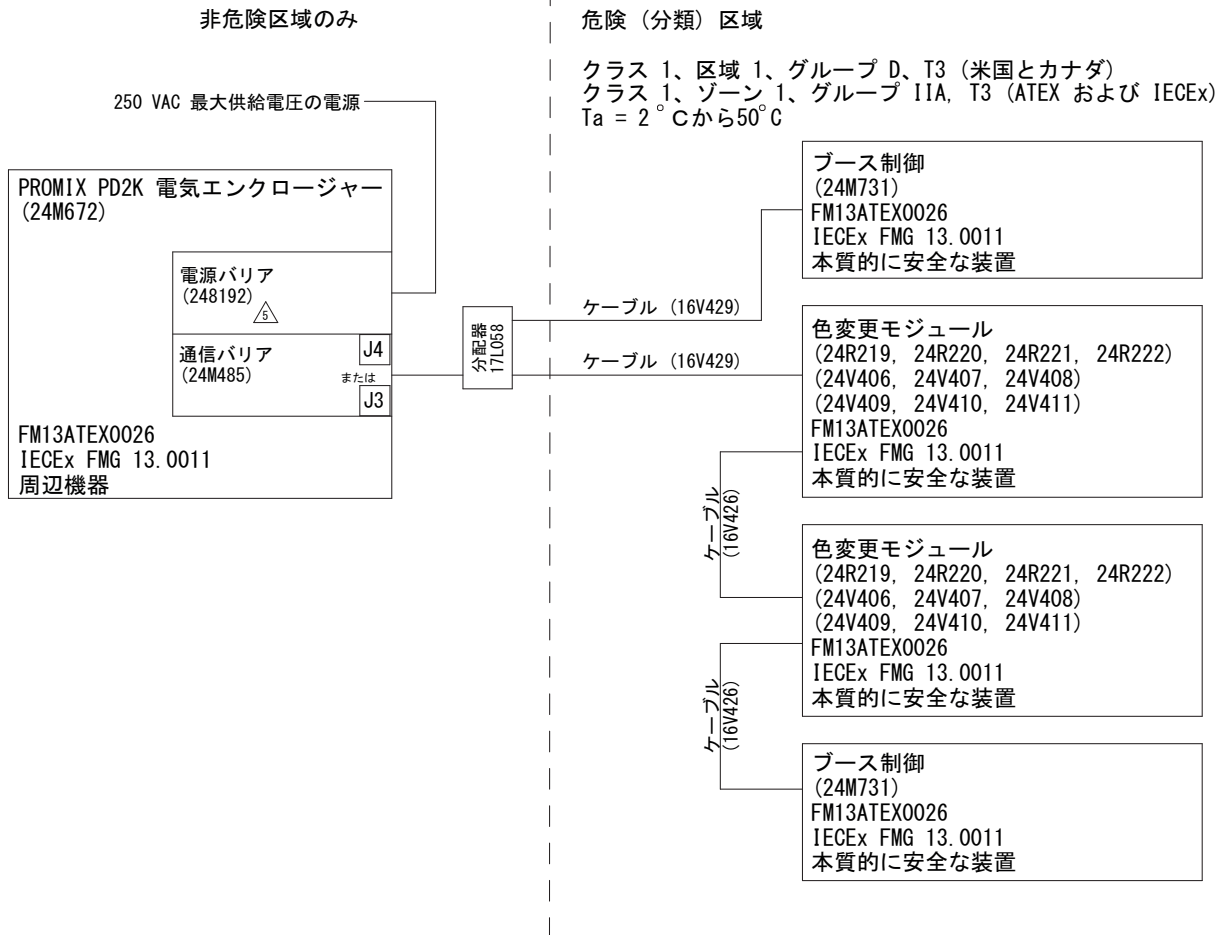 非危険区域のみ
250 VAC 最大供給電圧の電源
PROMIX PD2K 電気エンクロージャー
(24M672)
電源バリア
(248192)
5
通信バリア
(24M485)
J4
または
J3
FM13ATEX0026
IECEx FMG 13.0011
周辺機器
分配器
17L058
危険（分類）区域
クラス 1、区域 1、グループ D、T3（米国とカナダ）
クラス 1、ゾーン 1、グループ IIA, T3（ATEX および IECEx）
Ta = 2°Cから50°C
ケーブル (16V429)
ケーブル (16V429)
ブース制御
(24M731)
FM13ATEX0026
IECEx FMG 13.0011
本質的に安全な装置
色変更モジュール
(24R219, 24R220, 24R221, 24R222)
(24V406, 24V407, 24V408)
(24V409, 24V410, 24V411)
FM13ATEX0026
IECEx FMG 13.0011
本質的に安全な装置
ケーブル
(16V426)
色変更モジュール
(24R219, 24R220, 24R221, 24R222)
(24V406, 24V407, 24V408)
(24V409, 24V410, 24V411)
FM13ATEX0026
IECEx FMG 13.0011
本質的に安全な装置
ケーブル
(16V426)
ブース制御
(24M731)
FM13ATEX0026
IECEx FMG 13.0011
本質的に安全な装置